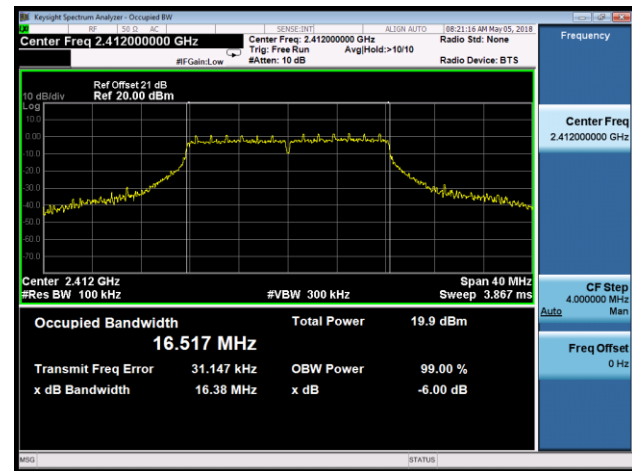 Keysight Spectrum Analyzer - Occupied BW
RF 50 Ω AC SENSE:INT ALIGN AUTO 08:21:16 AM May 05, 2018
Center Freq 2.412000000 GHz
Center Freq: 2.412000000 GHz Radio Std: None
Trig: Free Run Avg|Hold:>10/10
#IFGain:Low #Atten: 10 dB Radio Device: BTS
Frequency
Ref Offset 21 dB
10 dB/div Ref 20.00 dBm
Log
10.0
0.00
-10.0
-20.0
-30.0
-40.0
-50.0
-60.0
-70.0
Center 2.412 GHz Span 40 MHz
#Res BW 100 kHz #VBW 300 kHz Sweep 3.867 ms
Center Freq
2.412000000 GHz
CF Step
4.000000 MHz
Auto Man
Freq Offset
0 Hz
Occupied Bandwidth Total Power 19.9 dBm
16.517 MHz
Transmit Freq Error 31.147 kHz OBW Power 99.00 %
x dB Bandwidth 16.38 MHz x dB -6.00 dB
MSG STATUS